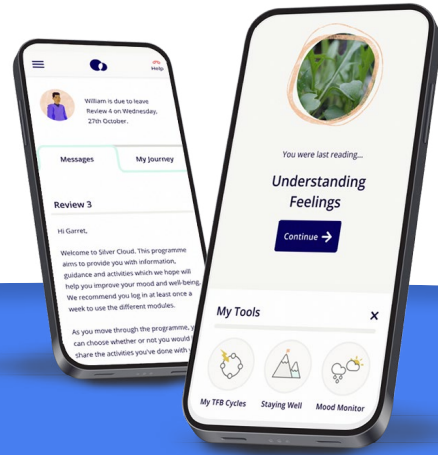 Help
William is due to leave
Review 4 on Wednesday,
27th October.
Messages
My Journey
Review 3
Hi Garret,
Welcome to Silver Cloud. This programme
aims to provide you with information,
guidance and activities which we hope will
help you improve your mood and well-being.
We recommend you log in at least once a
week to use the different modules.
As you move through the programme, y
can choose whether or not you would
share the activities you've done with
You were last reading...
Understanding
Feelings
Continue →
My Tools
My TFB Cycles
Staying Well
Mood Monitor